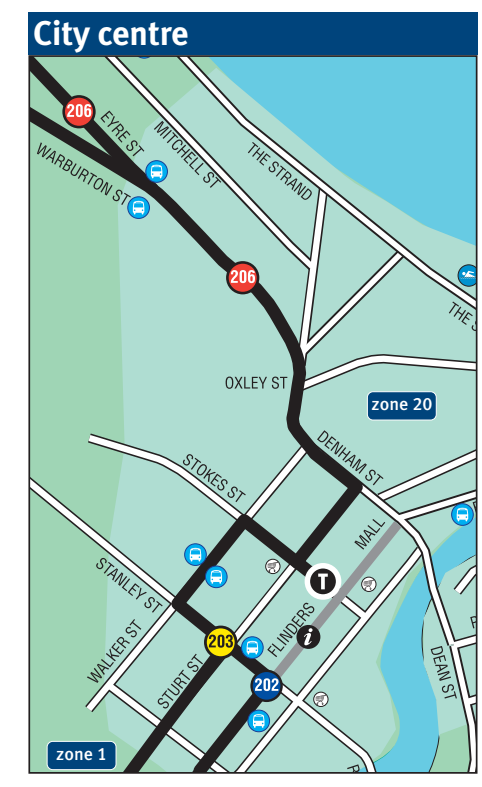 City centre
206
EYRE ST
MITCHELL ST
THE STRAND
WARBURTON ST
206
THE S
OXLEY ST
zone 20
DENHAM ST
STOKES ST
MALL
STANLEY ST
T
FLINDERS
i
203
WALKER ST
STURT ST
202
DEAN ST
zone 1